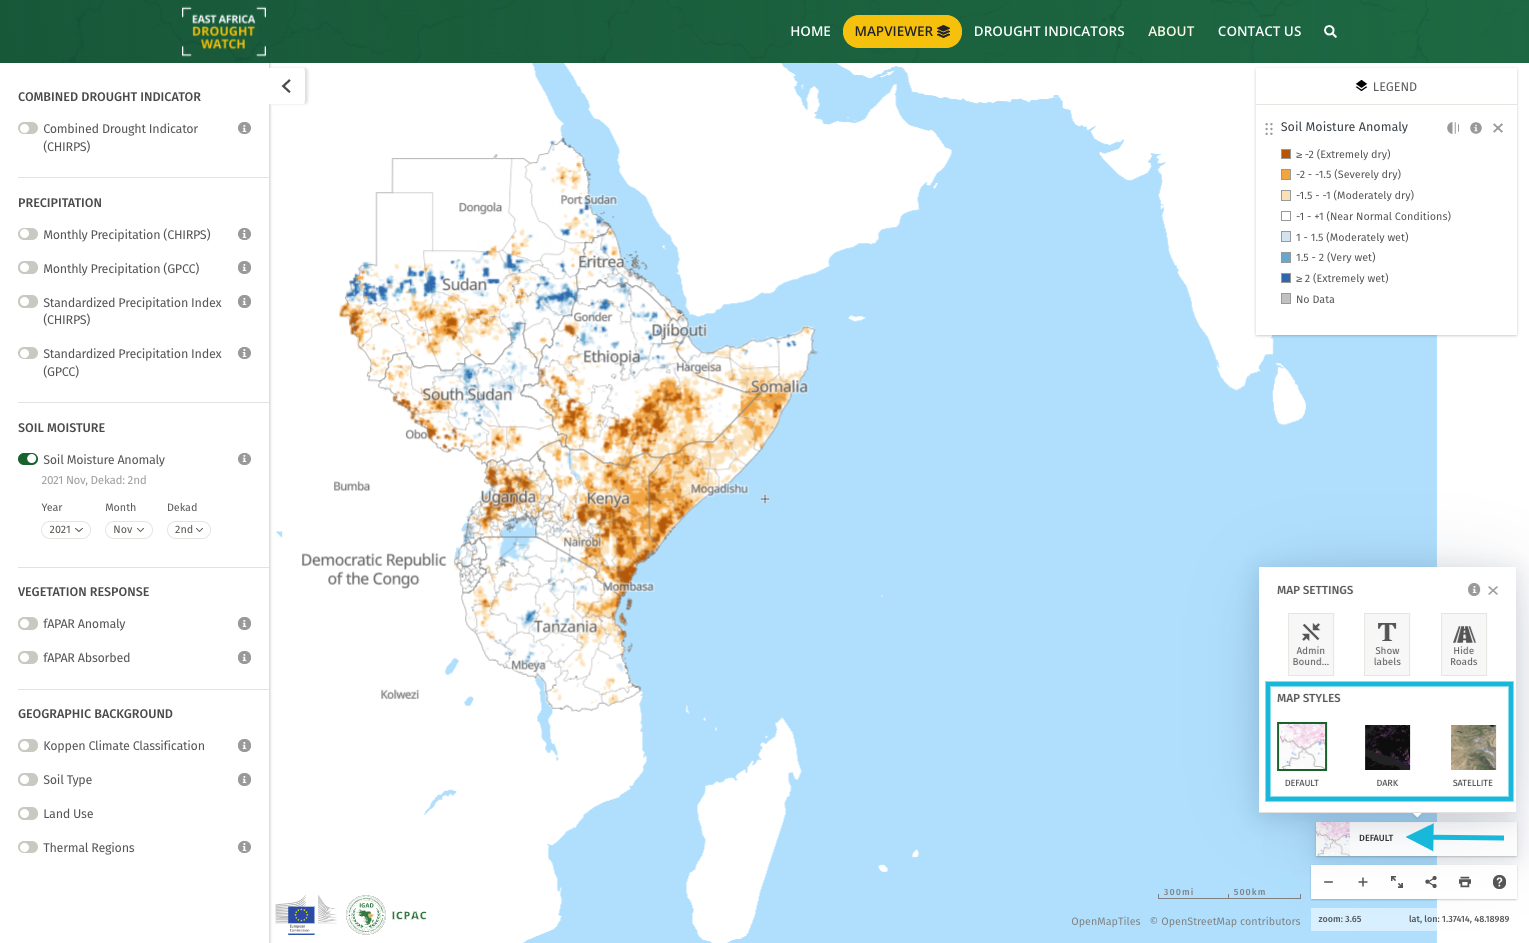 EAST AFRICA
DROUGHT
WATCH
HOME
MAPVIEWER
DROUGHT INDICATORS
ABOUT
CONTACT US
COMBINED DROUGHT INDICATOR
Combined Drought Indicator
(CHIRPS)
PRECIPITATION
Monthly Precipitation (CHIRPS)
Monthly Precipitation (GPCC)
Standardized Precipitation Index
(CHIRPS)
Standardized Precipitation Index
(GPCC)
SOIL MOISTURE
Soil Moisture Anomaly
2021 Nov, Dekad: 2nd
Year Month Dekad
2021 Nov 2nd
VEGETATION RESPONSE
fAPAR Anomaly
fAPAR Absorbed
GEOGRAPHIC BACKGROUND
Koppen Climate Classification
Soil Type
Land Use
Thermal Regions
Port Sudan
Dongola
Eritrea
Sudan
Gonder
Djibouti
Ethiopia
Hargeisa
Somalia
South Sudan
Obo
Bumba
Uganda
Kenya
Mogadishu
Nairobi
Democratic Republic
of the Congo
Mombasa
Tanzania
Mbeya
Kolwezi
LEGEND
Soil Moisture Anomaly
≥ -2 (Extremely dry)
-2 - -1.5 (Severely dry)
-1.5 - -1 (Moderately dry)
-1 - +1 (Near Normal Conditions)
1 - 1.5 (Moderately wet)
1.5 - 2 (Very wet)
≥ 2 (Extremely wet)
No Data
MAP SETTINGS
Admin
Bound...
Show
labels
Hide
Roads
MAP STYLES
DEFAULT
DARK
SATELLITE
DEFAULT
European
Commission
IGAD
ICPAC
300mi
500km
OpenMapTiles © OpenStreetMap contributors
zoom: 3.65
lat, lon: 1.37414, 48.18989